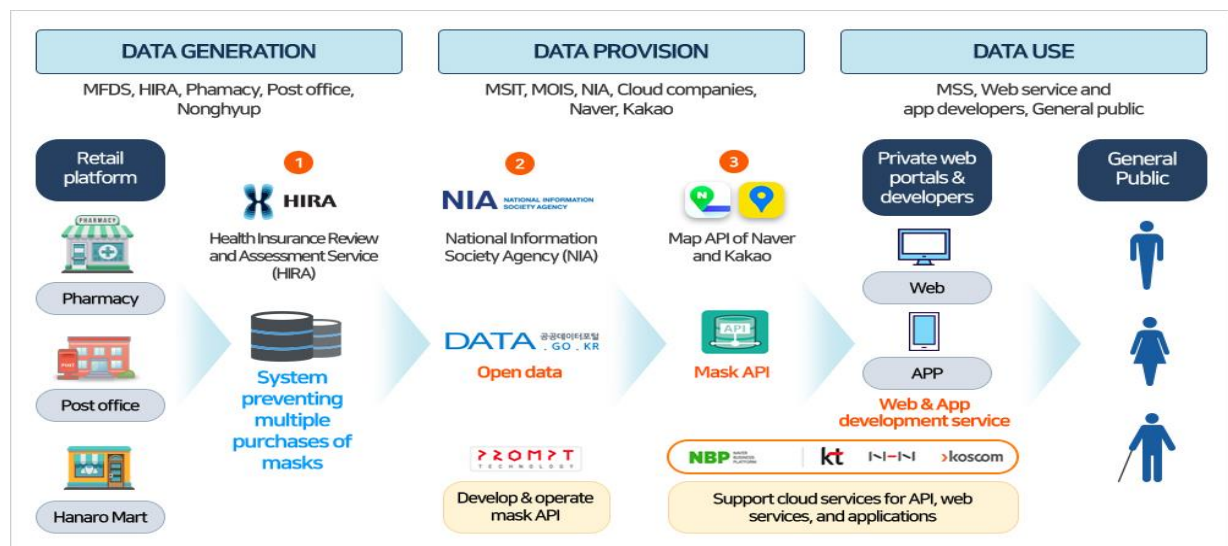 DATA GENERATION
DATA PROVISION
DATA USE
MFDS, HIRA, Phamacy, Post office,
Nonghyup
MSIT, MOIS, NIA, Cloud companies,
Naver, Kakao
MSS, Web service and
app developers, General public
Retail
platform
PHARMACY
Pharmacy
POST
Post office
Hanaro Mart
1
HIRA
Health Insurance Review
and Assessment Service
(HIRA)
System
preventing
multiple
purchases of
masks
2
NIA NATIONAL INFORMATION
SOCIETY AGENCY
National Information
Society Agency (NIA)
DATA 공공데이터포털
.GO.KR
Open data
PROMPT
TECHNOLOGY
Develop & operate
mask API
3
N
Map API of Naver
and Kakao
API
Mask API
NBP NAVER
BUSINESS
PLATFORM
kt
NHN
koscom
Support cloud services for API, web
services, and applications
Private web
portals &
developers
Web
APP
Web & App
development service
General
Public